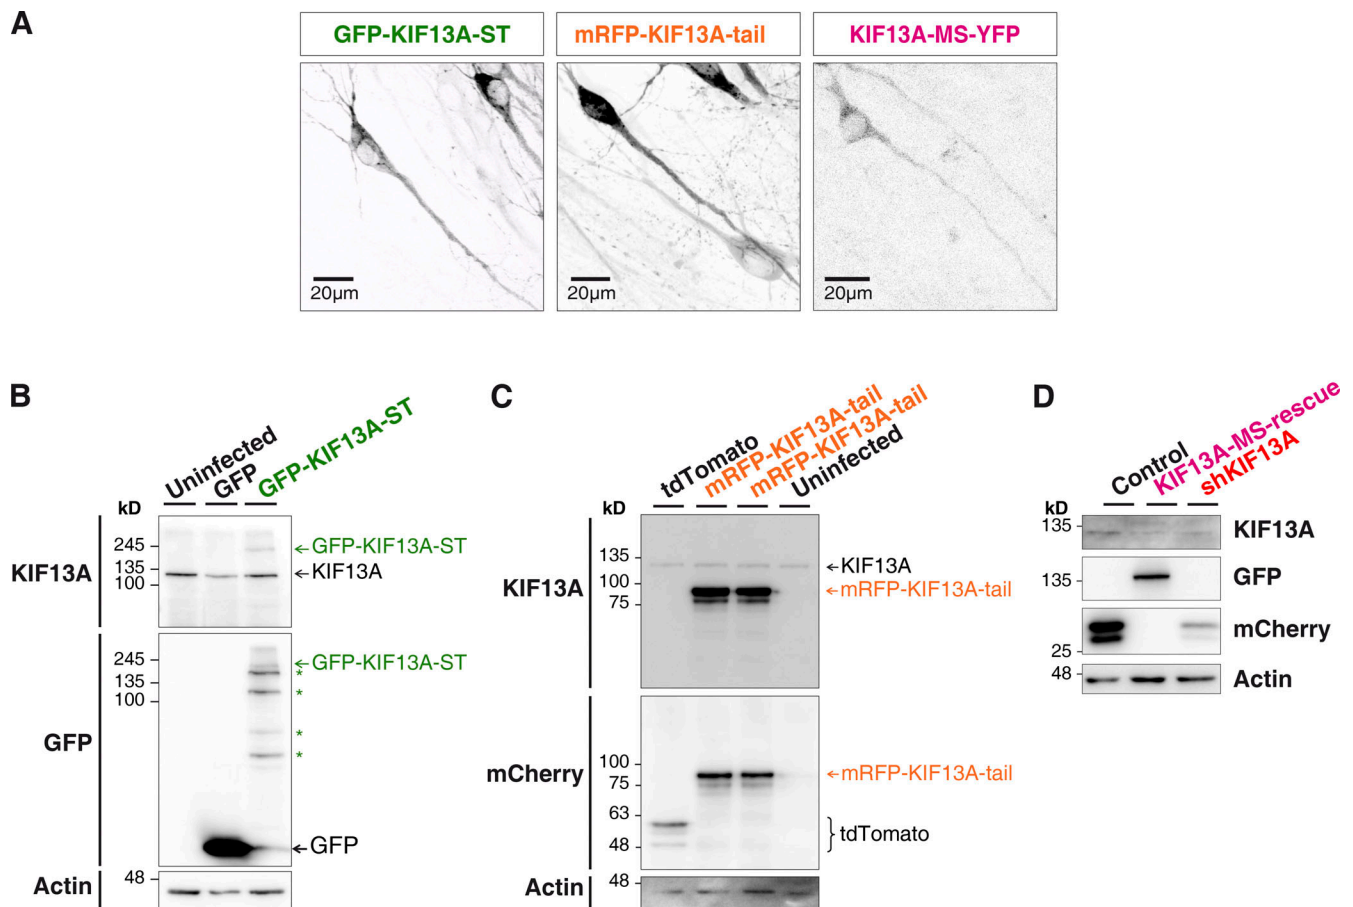 A
GFP-KIF13A-ST
mRFP-KIF13A-tail
KIF13A-MS-YFP
20µm
20µm
20µm
B
Uninfected
GFP
GFP-KIF13A-ST
kD
KIF13A
245
135
100
←GFP-KIF13A-ST
←KIF13A
GFP
245
135
100
←GFP-KIF13A-ST
*
*
*
*
←GFP
Actin
48
C
tdTomato
mRFP-KIF13A-tail
mRFP-KIF13A-tail
Uninfected
kD
KIF13A
135
100
75
←KIF13A
←mRFP-KIF13A-tail
mCherry
100
75
63
48
←mRFP-KIF13A-tail
tdTomato
Actin
48
D
Control
KIF13A-MS-rescue
shKIF13A
kD
135
KIF13A
135
GFP
25
mCherry
48
Actin